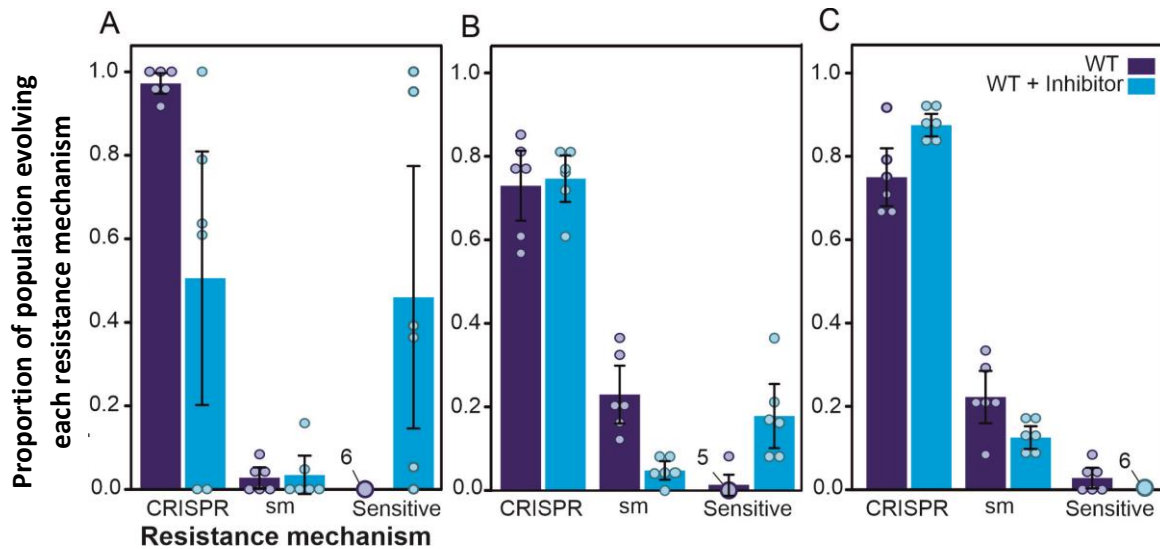 A
B
C
Proportion of population evolving
each resistance mechanism
1.0
0.8
0.6
0.4
0.2
0.0
6
CRISPR
sm
Sensitive
1.0
0.8
0.6
0.4
0.2
0.0
5
CRISPR
sm
Sensitive
1.0
0.8
0.6
0.4
0.2
0.0
WT
WT + Inhibitor
6
CRISPR
sm
Sensitive
Resistance mechanism